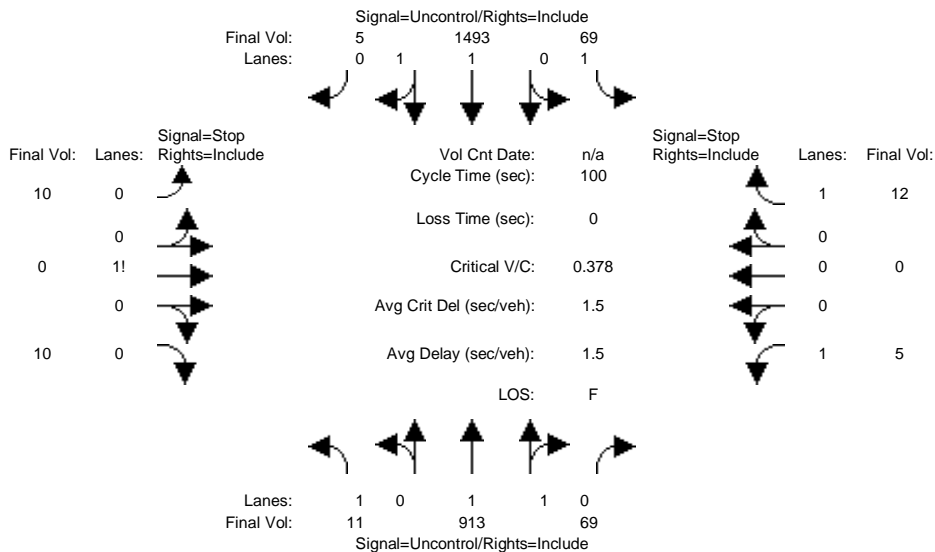 Signal=Uncontrol/Rights=Include
Final Vol: 5 1493 69
Lanes: 0 1 1 0 1
Signal=Stop Signal=Stop
Final Vol: Lanes: Rights=Include Vol Cnt Date: n/a Rights=Include Lanes: Final Vol:
Cycle Time (sec): 100
10 0 1 12
Loss Time (sec): 0
0 0
0 1! Critical V/C: 0.378 0 0
0 Avg Crit Del (sec/veh): 1.5 0
10 0 Avg Delay (sec/veh): 1.5 1 5
LOS: F
Lanes: 1 0 1 1 0
Final Vol: 11 913 69
Signal=Uncontrol/Rights=Include